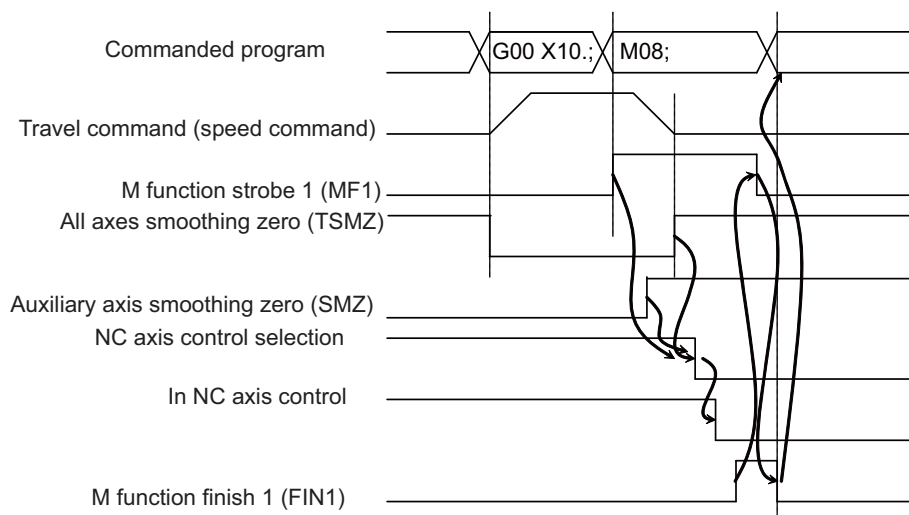 Commanded program
G00 X10.;
M08;
Travel command (speed command)
M function strobe 1 (MF1)
All axes smoothing zero (TSMZ)
Auxiliary axis smoothing zero (SMZ)
NC axis control selection
In NC axis control
M function finish 1 (FIN1)